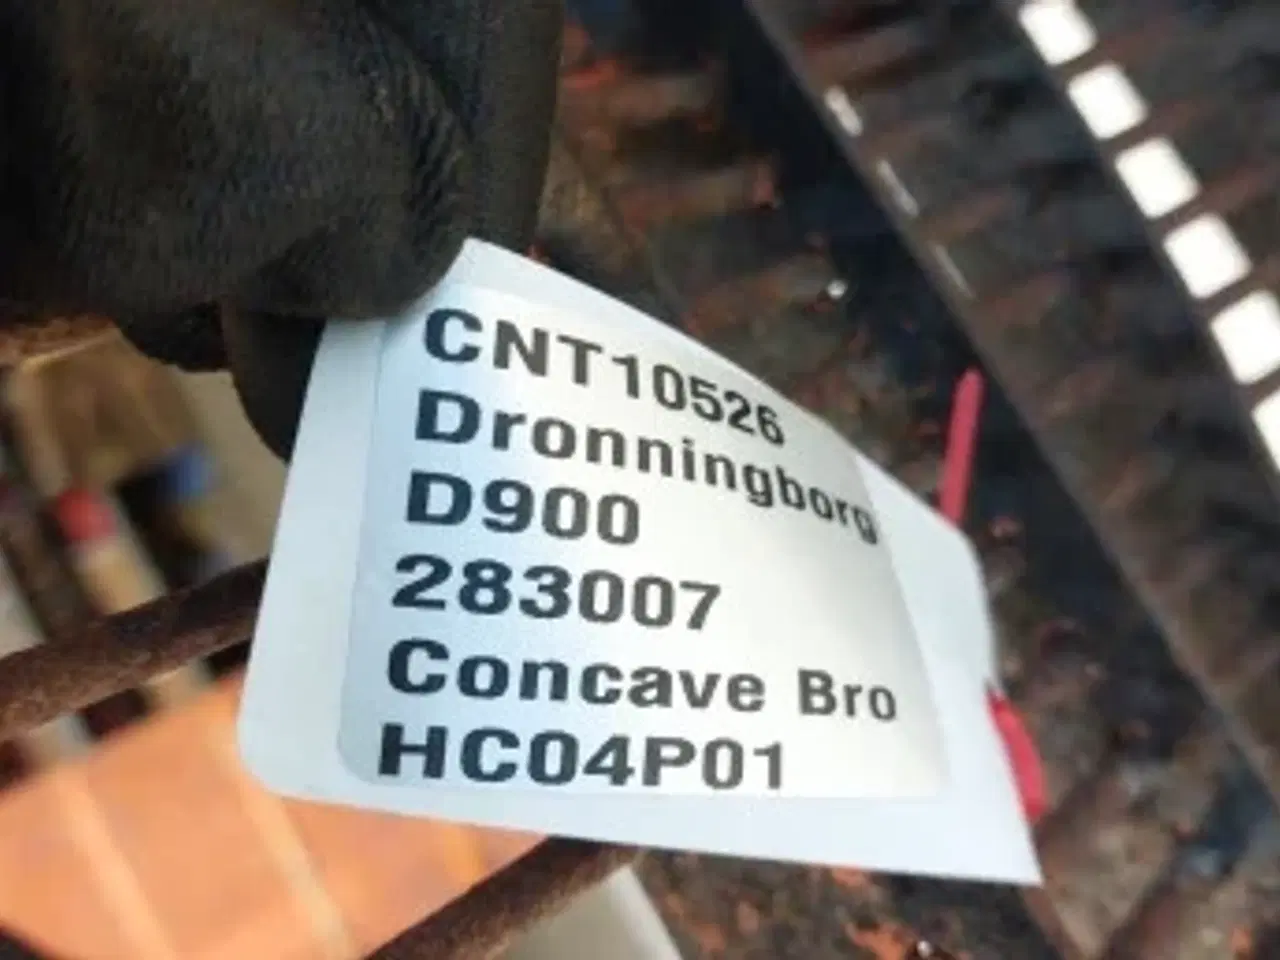 CNT10526
Dronningborg
D900
283007
Concave Bro
HC04P01